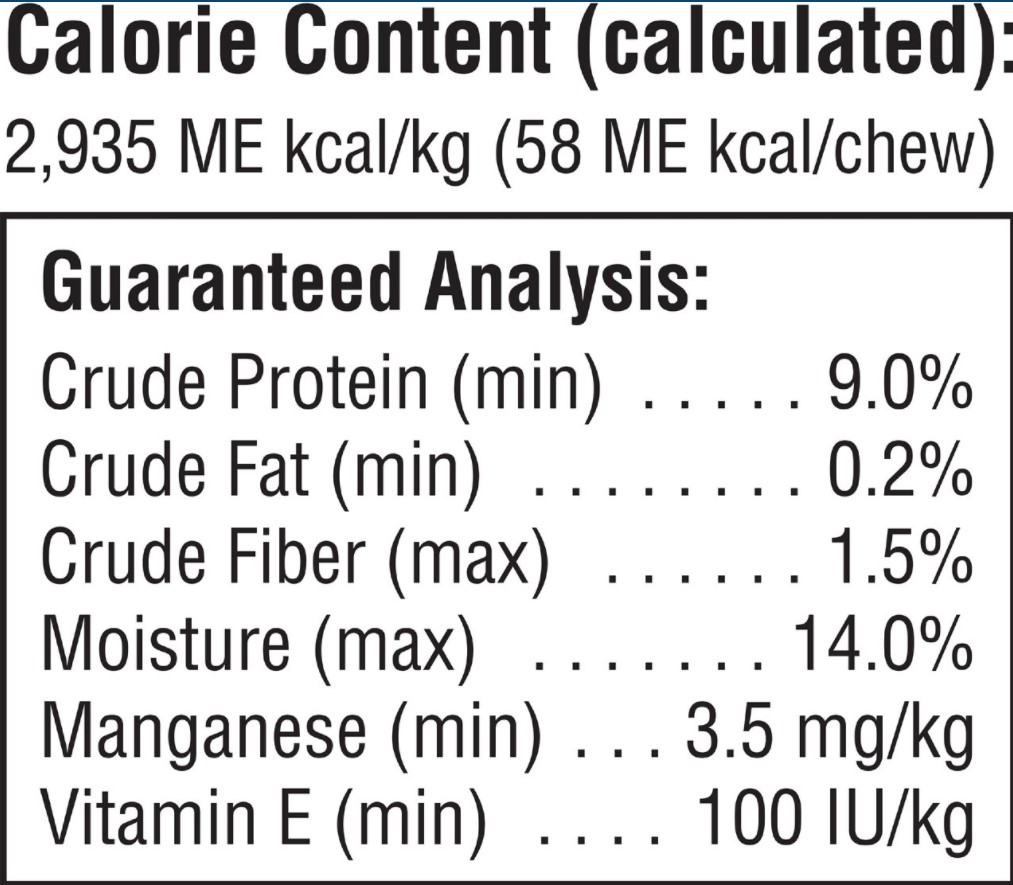 Calorie Content (calculated):
2,935 ME kcal/kg (58 ME kcal/chew)
Guaranteed Analysis:
Crude Protein (min) . . . . . 9.0%
Crude Fat (min) . . . . . . . . 0.2%
Crude Fiber (max) . . . . . . 1.5%
Moisture (max) . . . . . . . 14.0%
Manganese (min) . . . 3.5 mg/kg
Vitamin E (min) . . . . 100 IU/kg